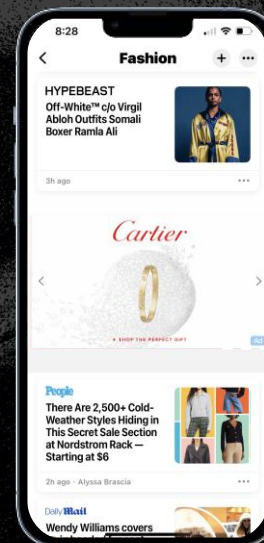 8:28
Fashion
HYPEBEAST
Off-White™ c/o Virgil
Abloh Outfits Somali
Boxer Ramla Ali
3h ago
Cartier
SHOP THE PERFECT GIFT
Ad
People
There Are 2,500+ Cold-
Weather Styles Hiding in
This Secret Sale Section
at Nordstrom Rack —
Starting at $6
2h ago · Alyssa Brascia
Daily Mail
Wendy Williams covers